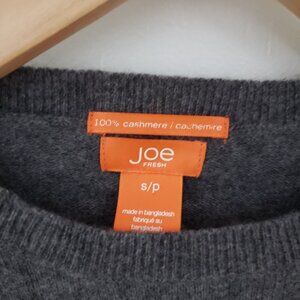 100% cashmere / cachemire
joe
FRESH
s/p
made in bangladesh
fabriqué au
bangladesh